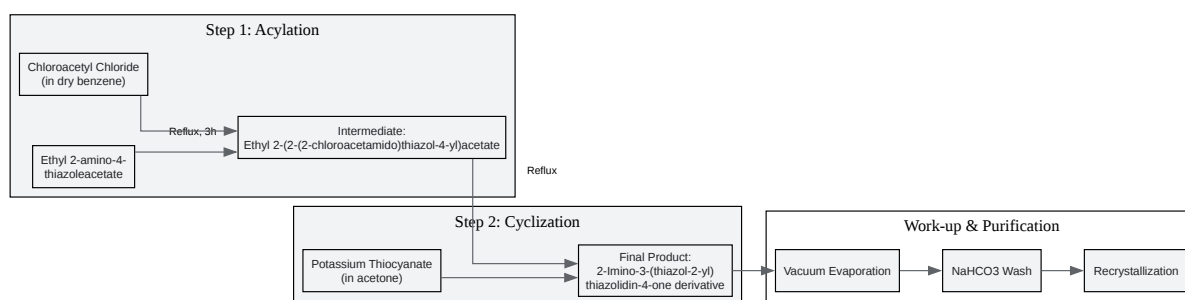 Step 1: Acylation
Chloroacetyl Chloride
(in dry benzene)
Reflux, 3h
Intermediate:
Ethyl 2-(2-(2-chloroacetamido)thiazol-4-yl)acetate
Ethyl 2-amino-4-
thiazoleacetate
Reflux
Step 2: Cyclization
Potassium Thiocyanate
(in acetone)
Final Product:
2-Imino-3-(thiazol-2-yl)
thiazolidin-4-one derivative
Work-up & Purification
Vacuum Evaporation
NaHCO3 Wash
Recrystallization